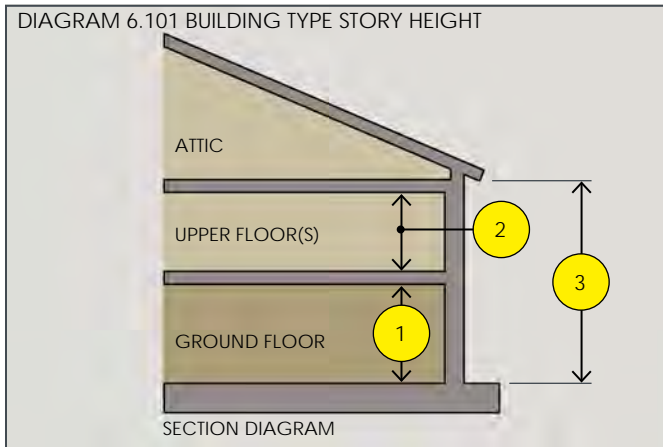 DIAGRAM 6.101 BUILDING TYPE STORY HEIGHT
ATTIC
UPPER FLOOR(S)
2
3
GROUND FLOOR
1
SECTION DIAGRAM